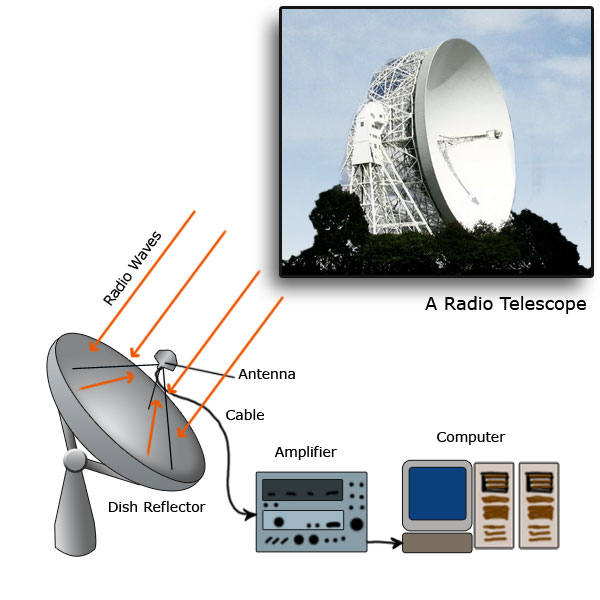 A Radio Telescope
Radio Waves
Antenna
Cable
Computer
Amplifier
Dish Reflector